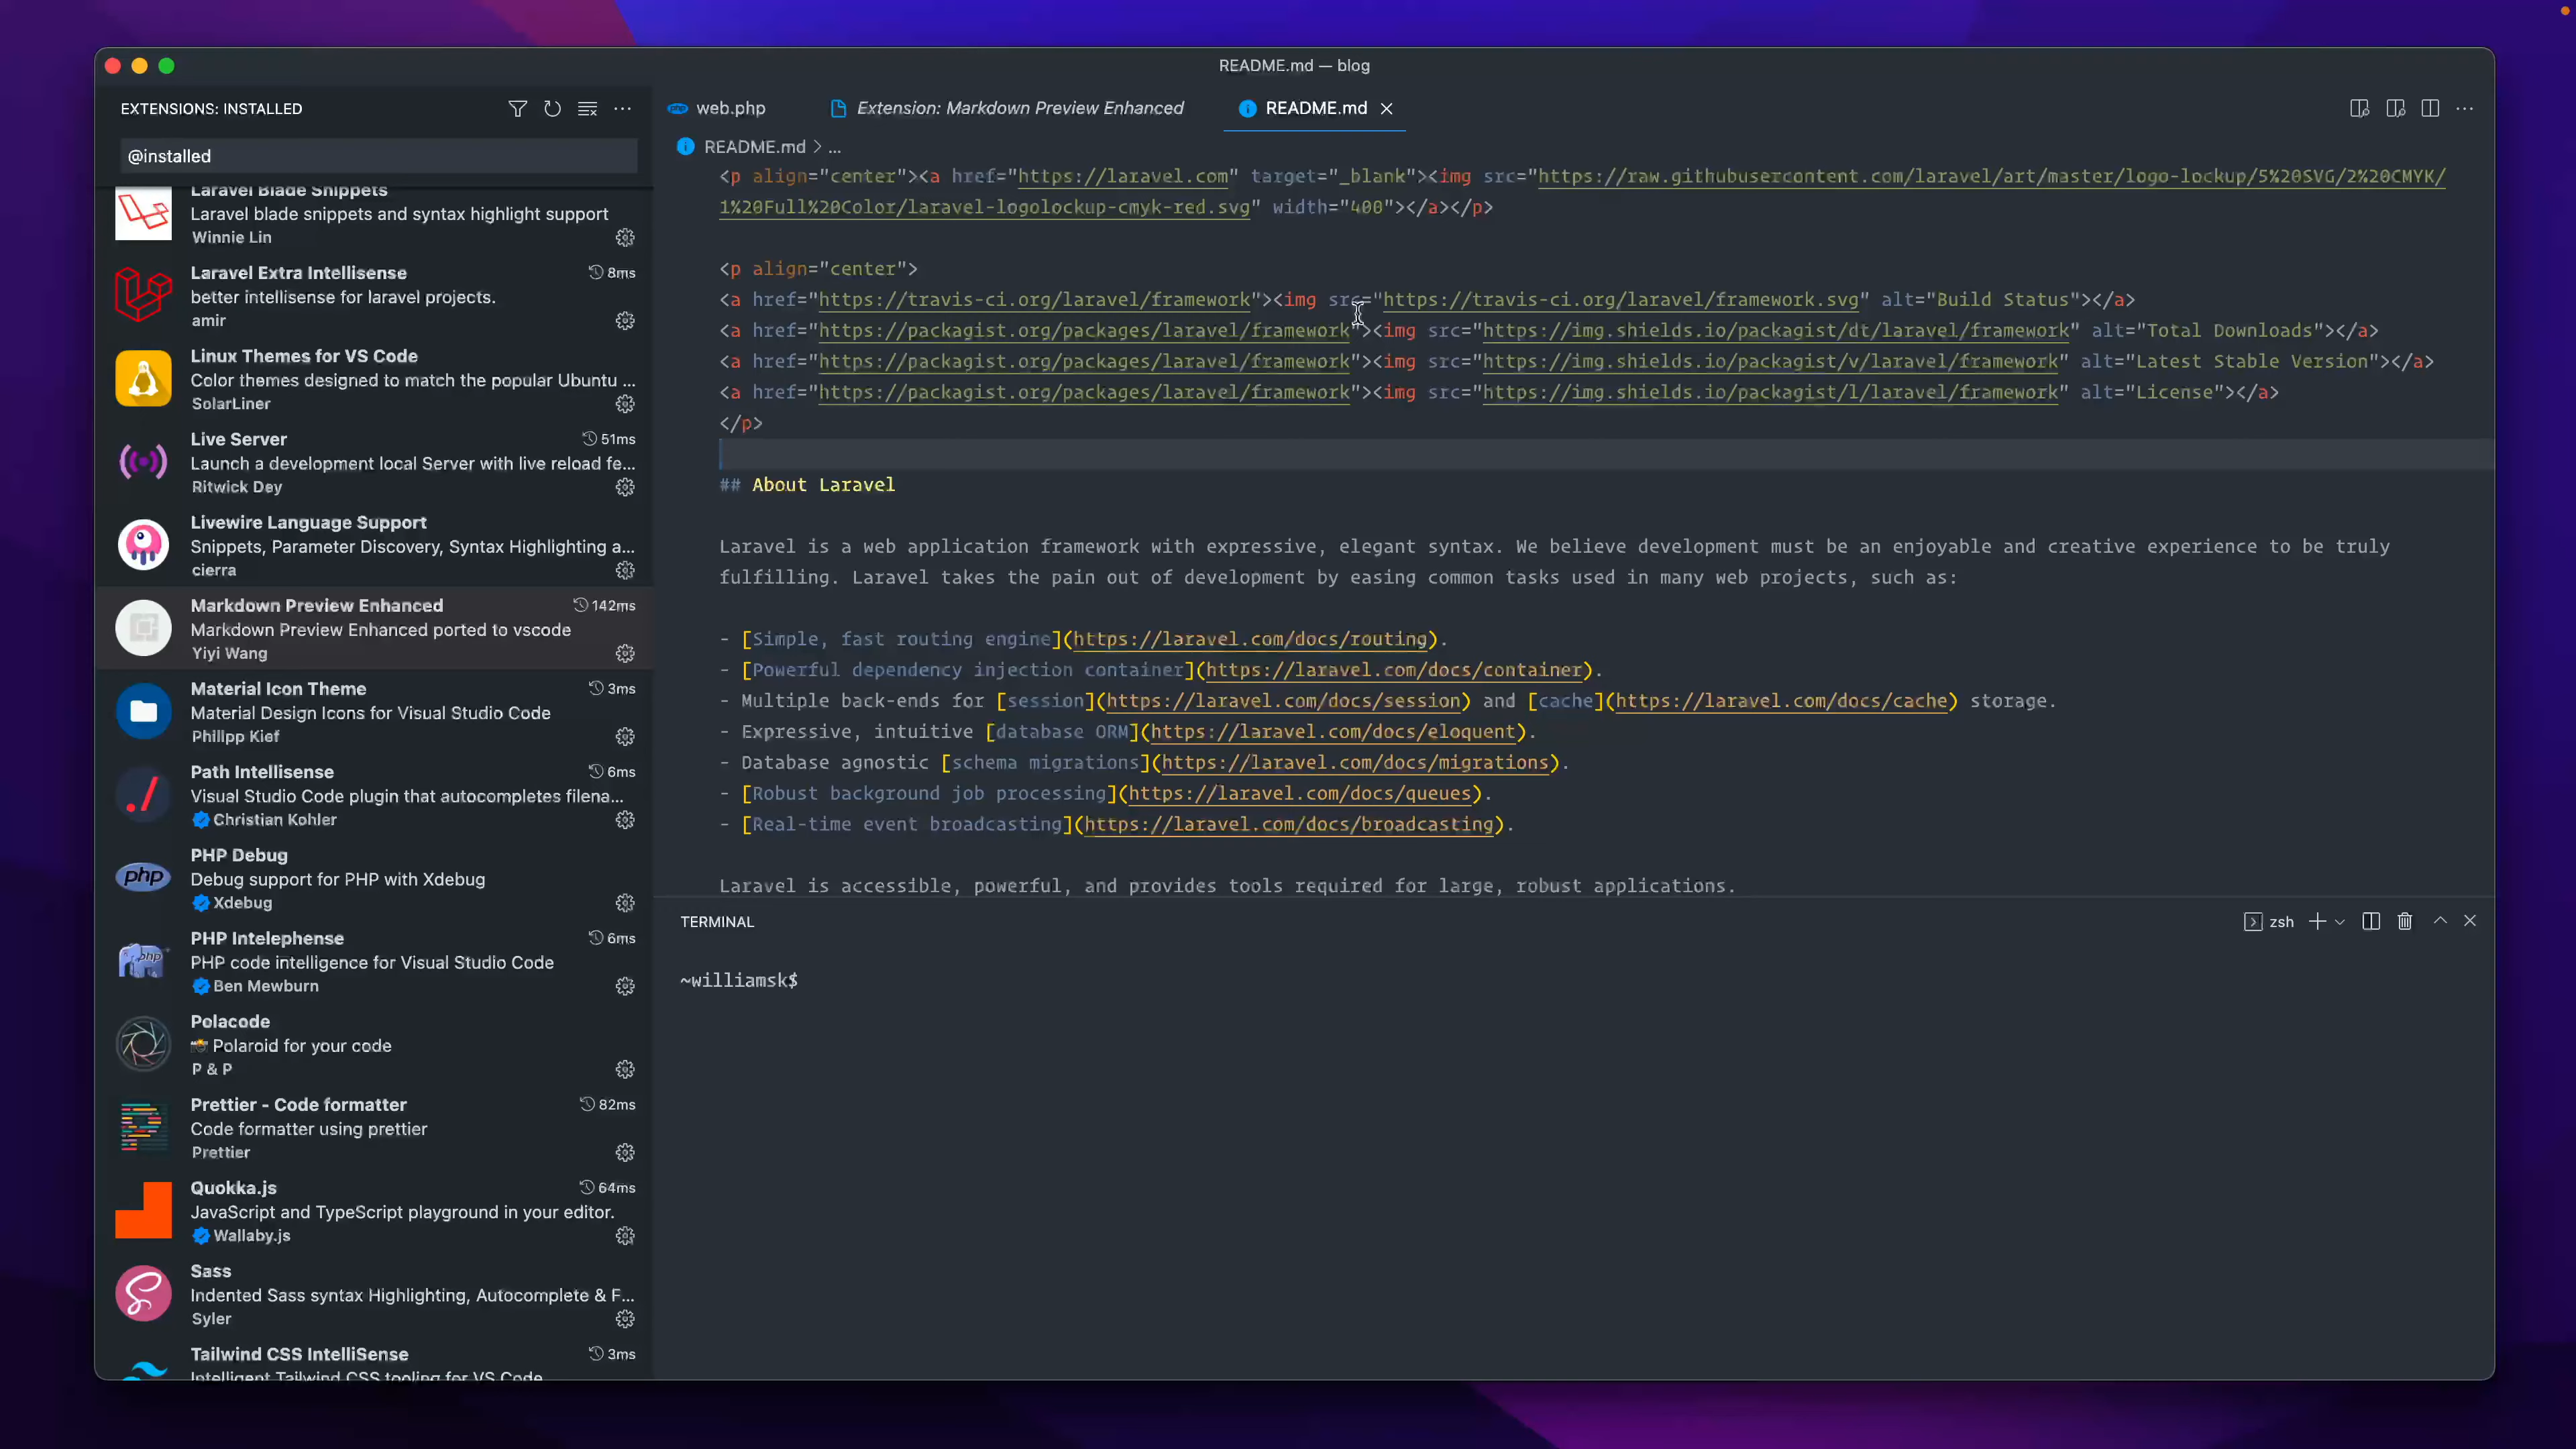 README.md — blog
EXTENSIONS: INSTALLED
@installed
Laravel Blade Snippets
Laravel blade snippets and syntax highlight support
Winnie Lin
Laravel Extra Intellisense
8ms
better intellisense for laravel projects.
amir
Linux Themes for VS Code
Color themes designed to match the popular Ubuntu ...
SolarLiner
Live Server
51ms
Launch a development local Server with live reload fe...
Ritwick Dey
Livewire Language Support
Snippets, Parameter Discovery, Syntax Highlighting a...
cierra
Markdown Preview Enhanced
142ms
Markdown Preview Enhanced ported to vscode
Yiyi Wang
Material Icon Theme
3ms
Material Design Icons for Visual Studio Code
Philipp Kief
Path Intellisense
6ms
Visual Studio Code plugin that autocompletes filena...
Christian Kohler
php
PHP Debug
Debug support for PHP with Xdebug
Xdebug
php
PHP Intelephense
6ms
PHP code intelligence for Visual Studio Code
Ben Mewburn
Polacode
📸 Polaroid for your code
P & P
Prettier - Code formatter
82ms
Code formatter using prettier
Prettier
Quokka.js
64ms
JavaScript and TypeScript playground in your editor.
Wallaby.js
Sass
Indented Sass syntax Highlighting, Autocomplete & F...
Syler
Tailwind CSS IntelliSense
3ms
Intelligent Tailwind CSS tooling for VS Code
php web.php
Extension: Markdown Preview Enhanced
README.md
README.md > ...
<p align="center"><a href="https://laravel.com" target="_blank"><img src="https://raw.githubusercontent.com/laravel/art/master/logo-lockup/5%20SVG/2%20CMYK/
1%20Full%20Color/laravel-logolockup-cmyk-red.svg" width="400"></a></p>
<p align="center">
<a href="https://travis-ci.org/laravel/framework"><img src="https://travis-ci.org/laravel/framework.svg" alt="Build Status"></a>
<a href="https://packagist.org/packages/laravel/framework"><img src="https://img.shields.io/packagist/dt/laravel/framework" alt="Total Downloads"></a>
<a href="https://packagist.org/packages/laravel/framework"><img src="https://img.shields.io/packagist/v/laravel/framework" alt="Latest Stable Version"></a>
<a href="https://packagist.org/packages/laravel/framework"><img src="https://img.shields.io/packagist/l/laravel/framework" alt="License"></a>
</p>
## About Laravel
Laravel is a web application framework with expressive, elegant syntax. We believe development must be an enjoyable and creative experience to be truly
fulfilling. Laravel takes the pain out of development by easing common tasks used in many web projects, such as:
- [Simple, fast routing engine](https://laravel.com/docs/routing).
- [Powerful dependency injection container](https://laravel.com/docs/container).
- Multiple back-ends for [session](https://laravel.com/docs/session) and [cache](https://laravel.com/docs/cache) storage.
- Expressive, intuitive [database ORM](https://laravel.com/docs/eloquent).
- Database agnostic [schema migrations](https://laravel.com/docs/migrations).
- [Robust background job processing](https://laravel.com/docs/queues).
- [Real-time event broadcasting](https://laravel.com/docs/broadcasting).
Laravel is accessible, powerful, and provides tools required for large, robust applications.
TERMINAL
zsh
~williamsk$